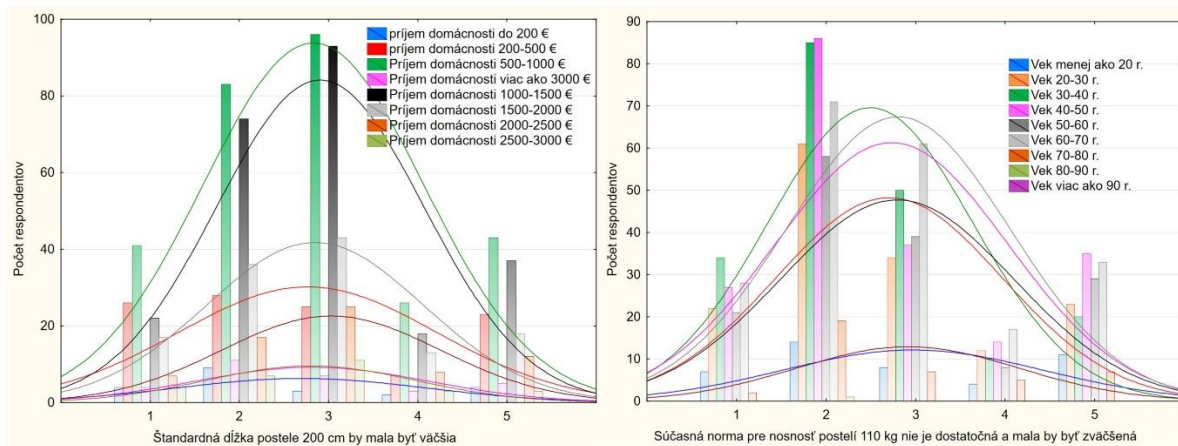 Počet respondentov
100
80
60
40
20
0
príjem domácnosti do 200 €
príjem domácnosti 200-500 €
Príjem domácnosti 500-1000 €
Príjem domácnosti viac ako 3000 €
Príjem domácnosti 1000-1500 €
Príjem domácnosti 1500-2000 €
Príjem domácnosti 2000-2500 €
Príjem domácnosti 2500-3000 €
1 2 3 4 5
Štandardná dĺžka postele 200 cm by mala byť väčšia
Počet respondentov
90
80
70
60
50
40
30
20
10
0
Vek menej ako 20 r.
Vek 20-30 r.
Vek 30-40 r.
Vek 40-50 r.
Vek 50-60 r.
Vek 60-70 r.
Vek 70-80 r.
Vek 80-90 r.
Vek viac ako 90 r.
1 2 3 4 5
Súčasná norma pre nosnosť postelí 110 kg nie je dostatočná a mala by byť zväčšená